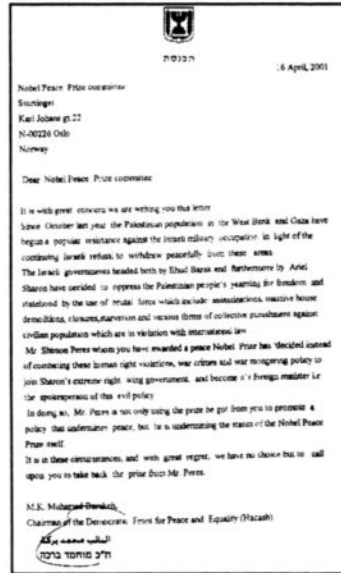 הכנסת
16 April, 2001
Nobel Peace Prize committee
Stortinget
Karl Johans gt.22
N-00226 Oslo
Norway
Dear Nobel Peace Prize committee
It is with great concern we are writing you this letter
Since October last year the Palestinian population in the West Bank and Gaza have
begun a popular resistance against the Israeli military occupation in light of the
continuing Israeli refusal to withdraw peacefully from these areas.
The Israeli governments headed both by Ehud Barak and furthermore by Ariel
Sharon have decided to oppress the Palestinian people's yearning for freedom and
statehood by the use of brutal force which include assassinations, massive house
demolitions, closures, starvation and various forms of collective punishment against
civilian population which are in violation with international law.
Mr. Shimon Peres whom you have awarded a peace Nobel Prize has decided instead
of combating these human right violations, war crimes and war mongering policy to
join Sharon's extreme right wing government and become it's foreign minister i.e
the spokesperson of this evil policy
In doing so, Mr. Peres is not only using the prize he got from you to promote a
policy that undermines peace, but he is undermining the status of the Nobel Peace
Prize itself.
It is in these circumstances, and with great regret, we have no choice but to call
upon you to take back the prize from Mr. Peres.
M.K. Muhamad Barakeh
Chairman of the Democratic Front for Peace and Equality (Hadash)
النائب محمد بركة
ח"כ מוחמד ברכה